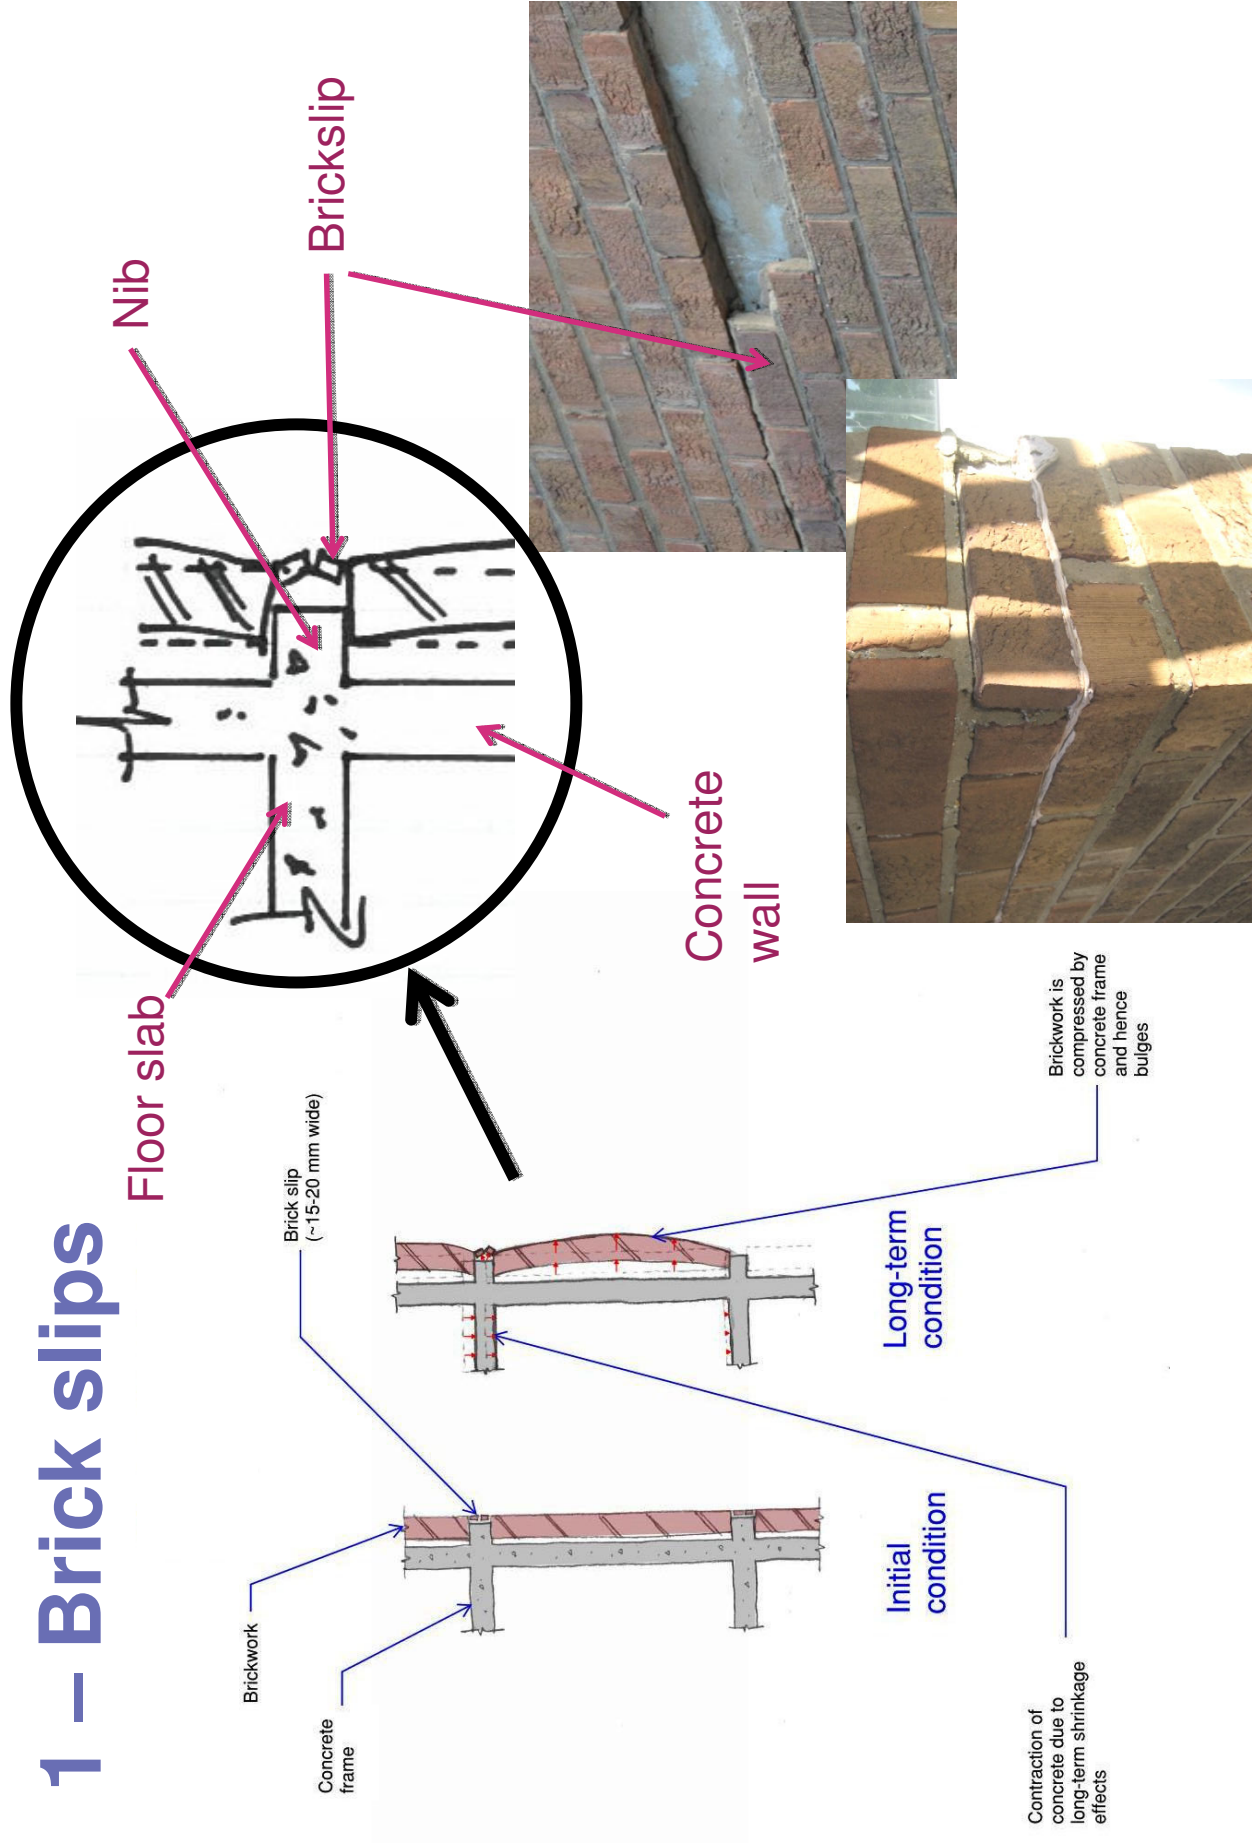 1 – Brick slips
Brickwork
Concrete
frame
Brick slip
(~15-20 mm wide)
Floor slab
Nib
Brickslip
Concrete
wall
Initial
condition
Long-term
condition
Contraction of
concrete due to
long-term shrinkage
effects
Brickwork is
compressed by
concrete frame
and hence
bulges